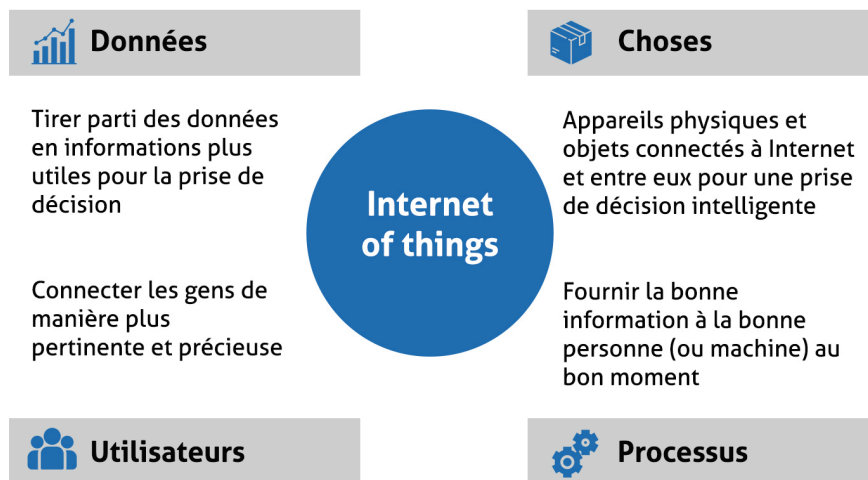 Données
Tirer parti des données
en informations plus
utiles pour la prise de
décision
Choses
Appareils physiques et
objets connectés à Internet
et entre eux pour une prise
de décision intelligente
Internet
of things
Connecter les gens de
manière plus
pertinente et précieuse
Utilisateurs
Fournir la bonne
information à la bonne
personne (ou machine) au
bon moment
Processus